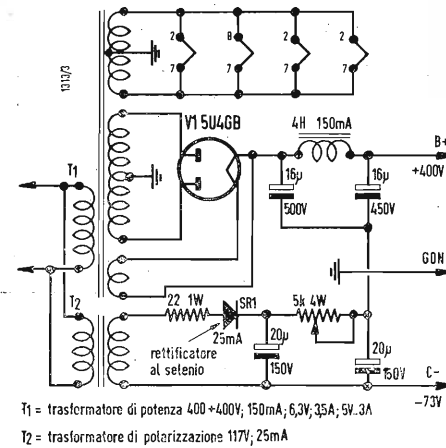 2 8 2 2
7 7 7 7
1313/3
V1 5U4GB
4H 150mA
B+
+400V
16µ
500V
16µ
450V
T1
GON
T2
22 1W
SR1
25mA
5k 4W
rettificatore
al selenio
20µ
150V
20µ
150V
C-
-73V
T1 = trasformatore di potenza 400+400V; 150mA; 6,3V; 3,5A; 5V..3A
T2 = trasformatore di polarizzazione 117V; 25mA